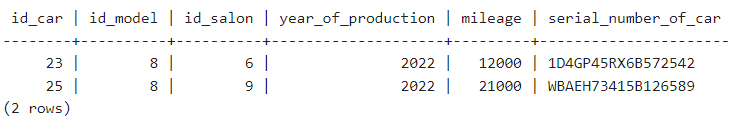 id_car | id_model | id_salon | year_of_production | mileage | serial_number_of_car
--------+----------+----------+--------------------+---------+----------------------
23 | 8 | 6 | 2022 | 12000 | 1D4GP45RX6B572542
25 | 8 | 9 | 2022 | 21000 | WBAEH73415B126589
(2 rows)